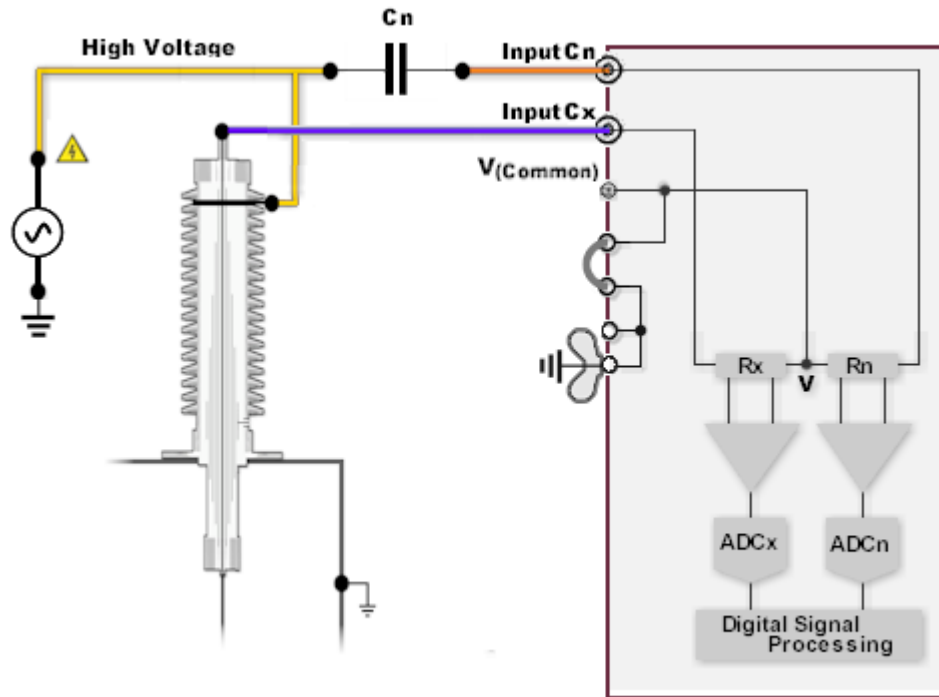 Cn
High Voltage
Input Cn
Input Cx
V(Common)
Rx
V
Rn
ADCx
ADCn
Digital Signal
Processing